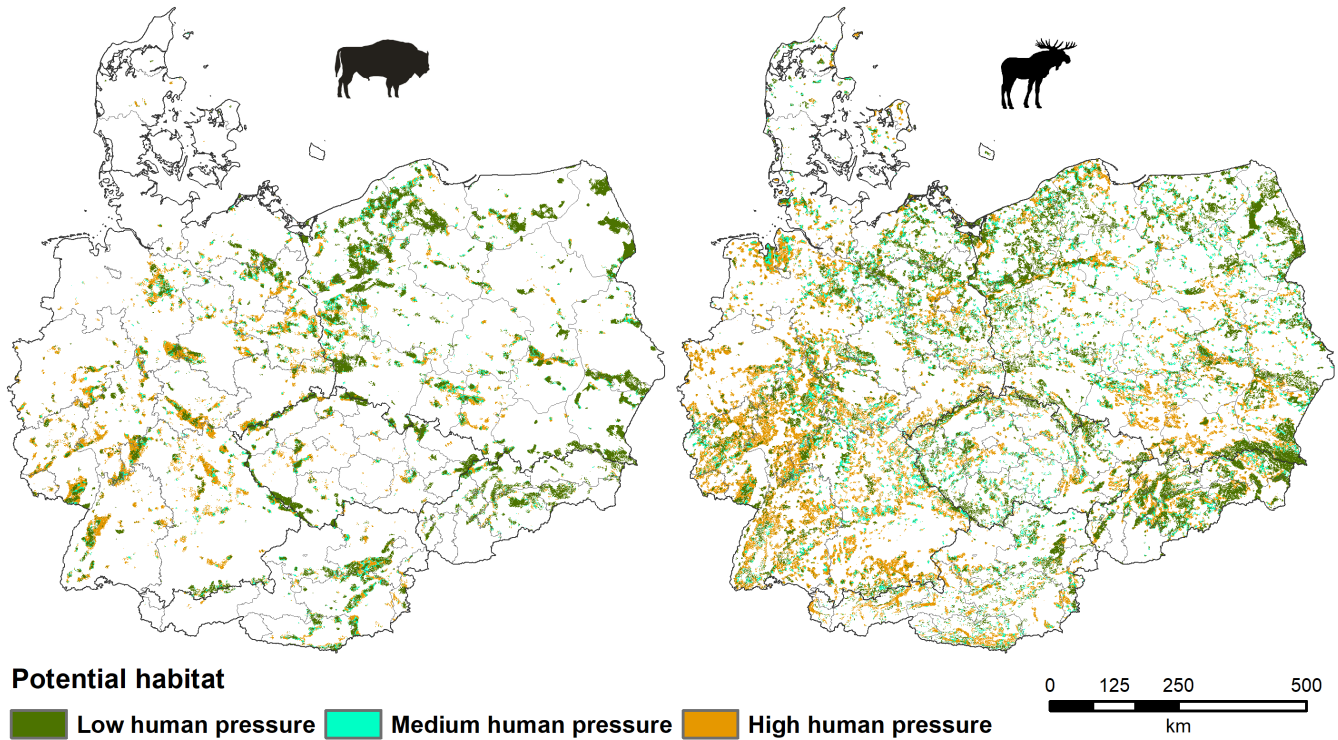 Potential habitat
Low human pressure Medium human pressure High human pressure
0 125 250 500
km